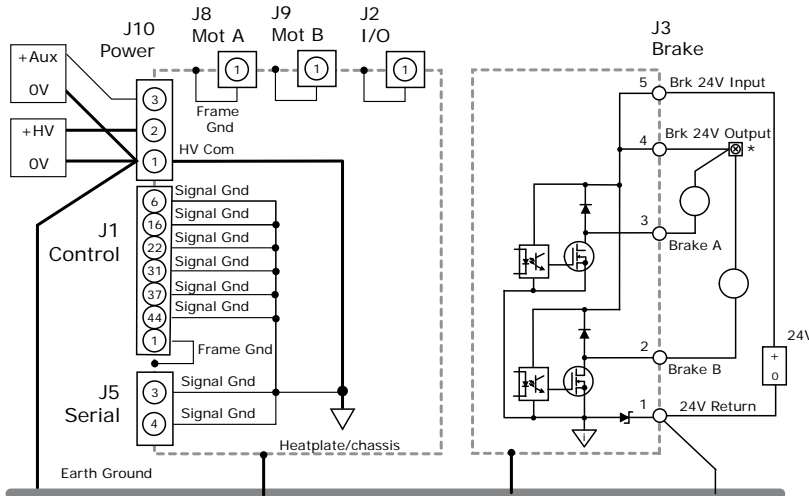 J10
Power
J8
Mot A
J9
Mot B
J2
I/O
J3
Brake
+Aux
0V
+HV
0V
3
2
1
1
1
1
Frame
Gnd
HV Com
J1
Control
6
Signal Gnd
16
Signal Gnd
22
Signal Gnd
31
Signal Gnd
37
Signal Gnd
44
Signal Gnd
1
Frame Gnd
J5
Serial
3
Signal Gnd
4
Signal Gnd
Heatplate/chassis
Earth Ground
5
Brk 24V Input
4
Brk 24V Output
*
3
Brake A
2
Brake B
1
24V Return
24V
+
0